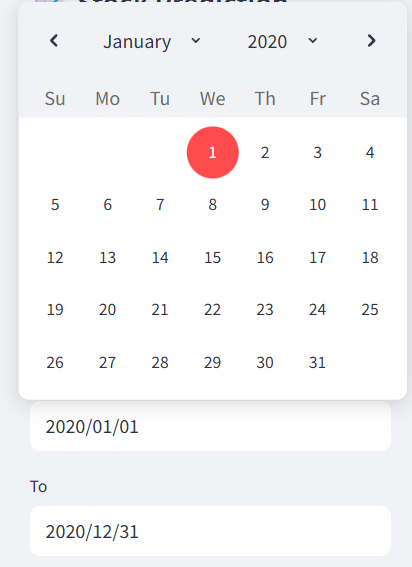 Stock Prediction
January 2020
Su Mo Tu We Th Fr Sa
1 2 3 4
5 6 7 8 9 10 11
12 13 14 15 16 17 18
19 20 21 22 23 24 25
26 27 28 29 30 31
2020/01/01
To
2020/12/31